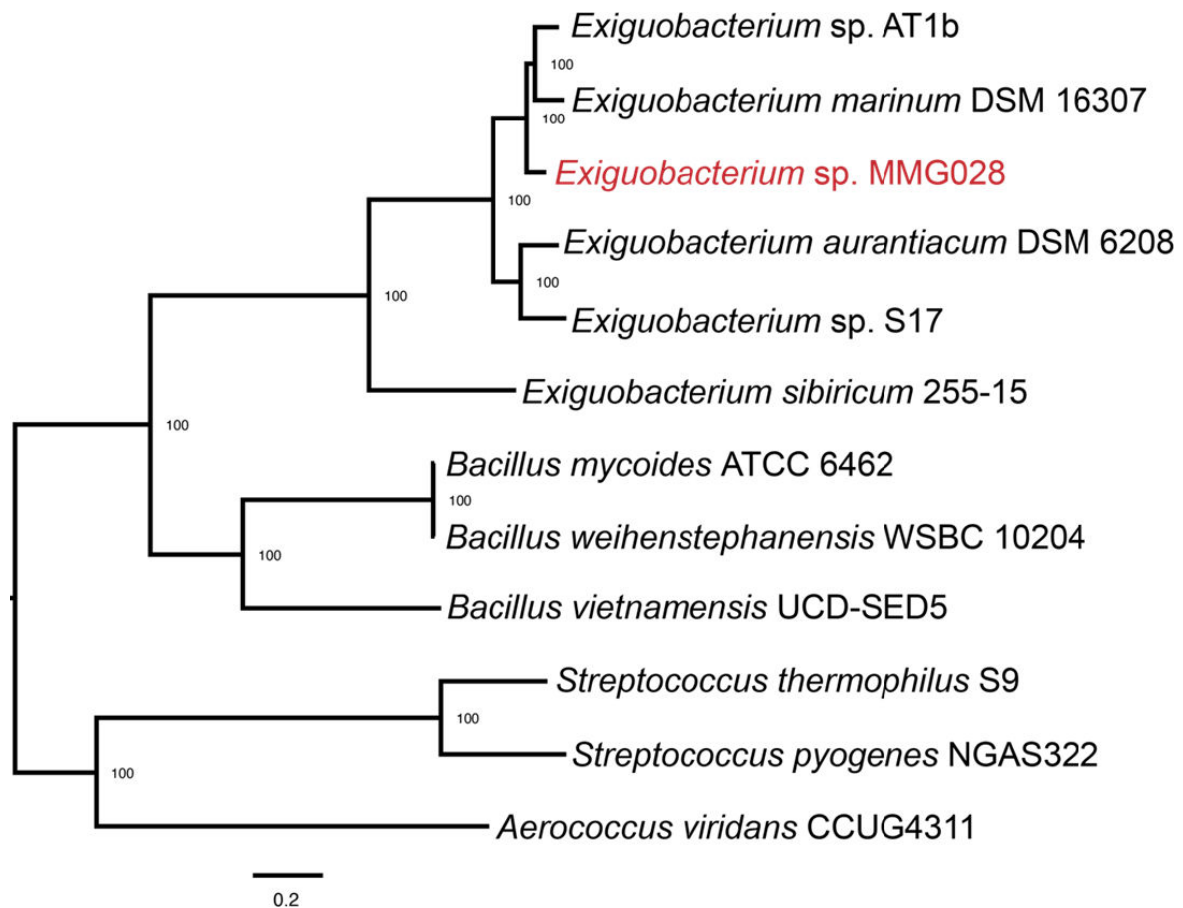 Exiguobacterium sp. AT1b
100
Exiguobacterium marinum DSM 16307
100
Exiguobacterium sp. MMG028
100
Exiguobacterium aurantiacum DSM 6208
100
Exiguobacterium sp. S17
100
Exiguobacterium sibiricum 255-15
100
Bacillus mycoides ATCC 6462
100
Bacillus weihenstephanensis WSBC 10204
100
Bacillus vietnamensis UCD-SED5
Streptococcus thermophilus S9
100
Streptococcus pyogenes NGAS322
100
Aerococcus viridans CCUG4311
0.2